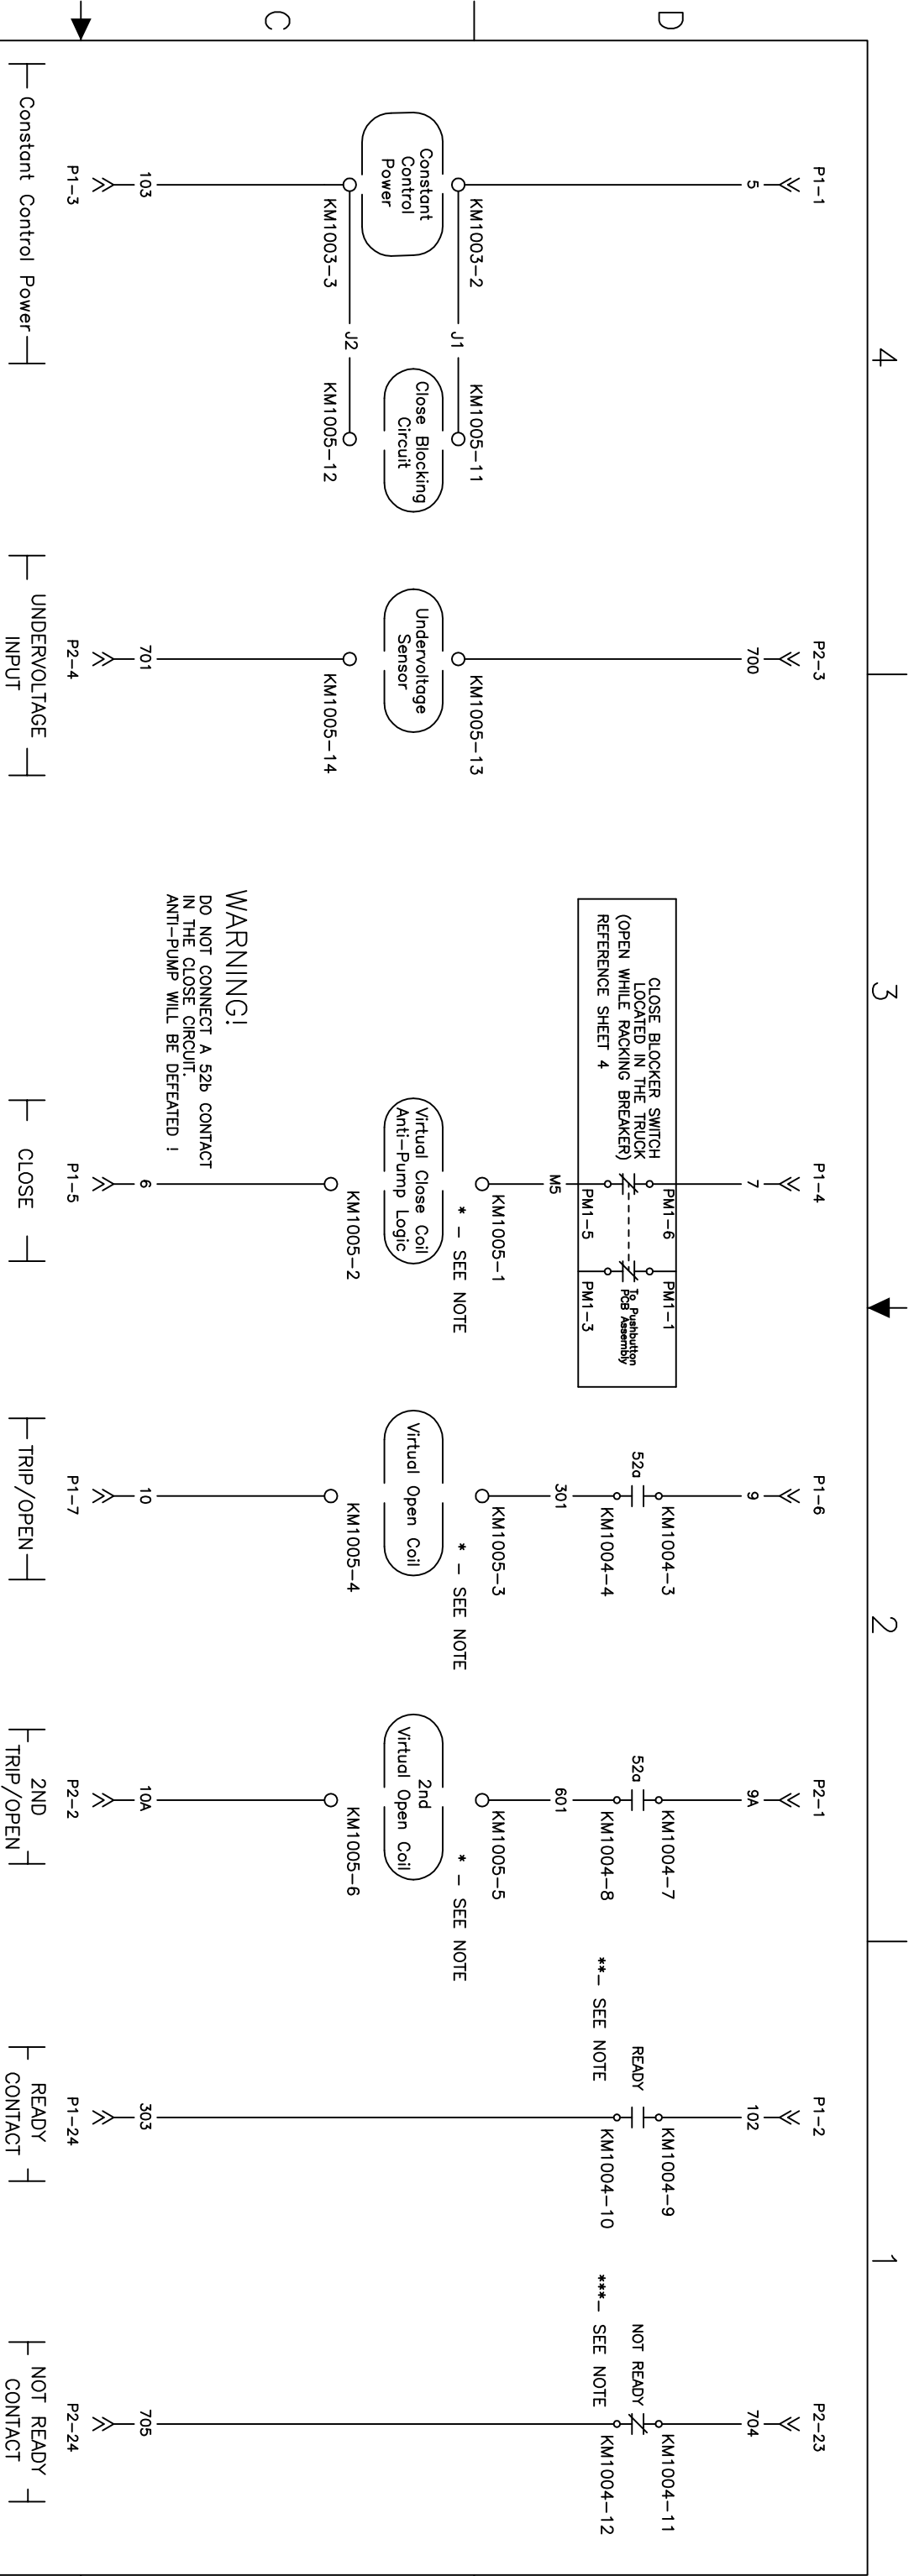 4
3
2
1
D
C
P1-1
5
KM1003-2
J1
KM1005-11
Constant
Control
Power
Close Blocking
Circuit
KM1003-3
J2
KM1005-12
103
P1-3
Constant Control Power
P2-3
700
KM1005-13
Undervoltage
Sensor
KM1005-14
701
P2-4
UNDERVOLTAGE
INPUT
P1-4
7
CLOSE BLOCKER SWITCH
LOCATED IN THE TRUCK
(OPEN WHILE RACKING BREAKER)
REFERENCE SHEET 4
PM1-6
PM1-1
To Pushbutton
PCB Assembly
PM1-5
PM1-3
M5
KM1005-1
* - SEE NOTE
Virtual Close Coil
Anti-Pump Logic
KM1005-2
WARNING!
DO NOT CONNECT A 52b CONTACT
IN THE CLOSE CIRCUIT.
ANTI-PUMP WILL BE DEFEATED !
6
P1-5
CLOSE
P1-6
9
KM1004-3
52a
KM1004-4
301
KM1005-3
* - SEE NOTE
Virtual Open Coil
KM1005-4
10
P1-7
TRIP/OPEN
P2-1
9A
KM1004-7
52a
KM1004-8
601
KM1005-5
* - SEE NOTE
2nd
Virtual Open Coil
KM1005-6
10A
P2-2
2ND
TRIP/OPEN
P1-2
102
KM1004-9
READY
KM1004-10
**- SEE NOTE
303
P1-24
READY
CONTACT
P2-23
704
KM1004-11
NOT READY
KM1004-12
***- SEE NOTE
705
P2-24
NOT READY
CONTACT